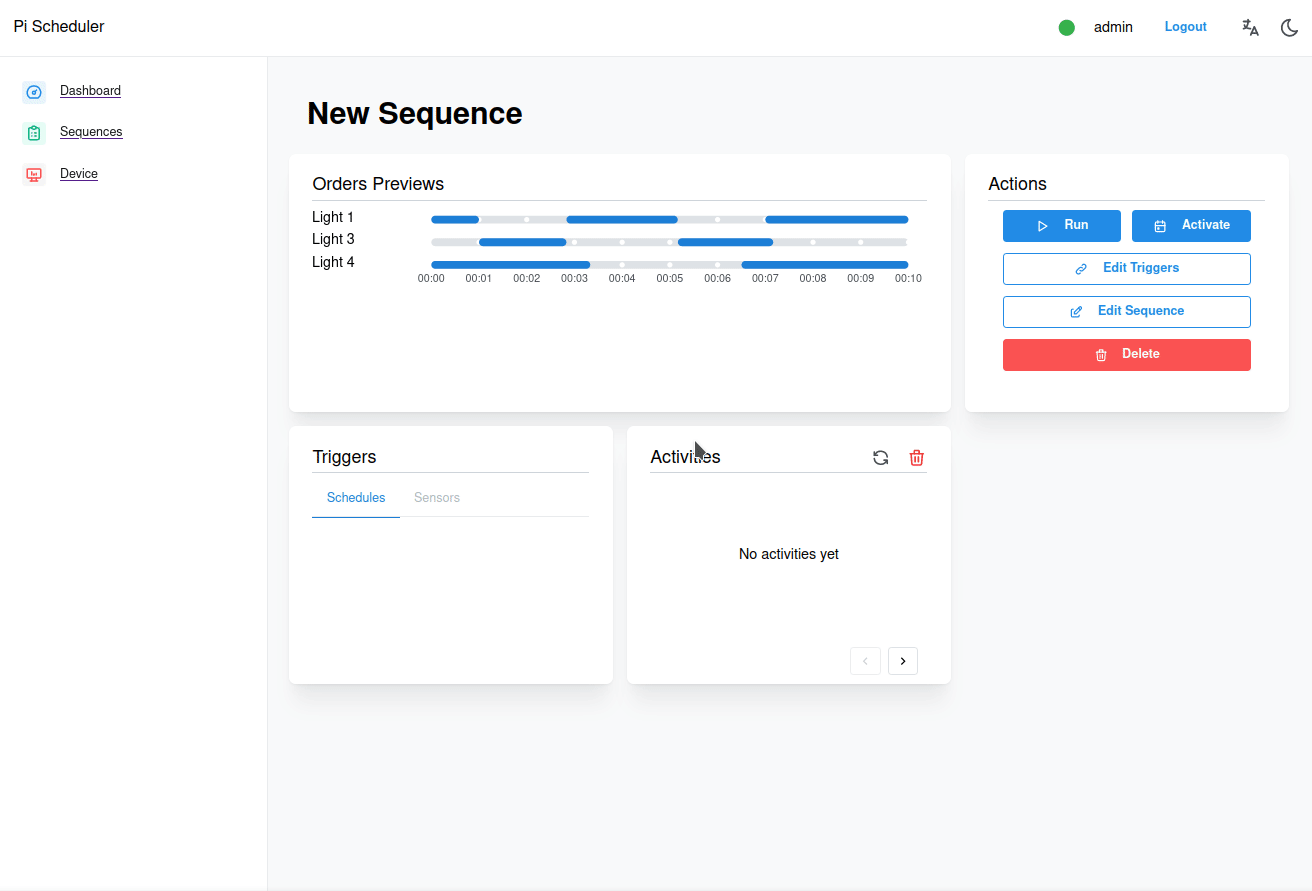 Pi Scheduler
admin
Logout
Dashboard
Sequences
Device
New Sequence
Orders Previews
Light 1
Light 3
Light 4
00:00 00:01 00:02 00:03 00:04 00:05 00:06 00:07 00:08 00:09 00:10
Actions
Run
Activate
Edit Triggers
Edit Sequence
Delete
Triggers
Schedules
Sensors
Activities
No activities yet